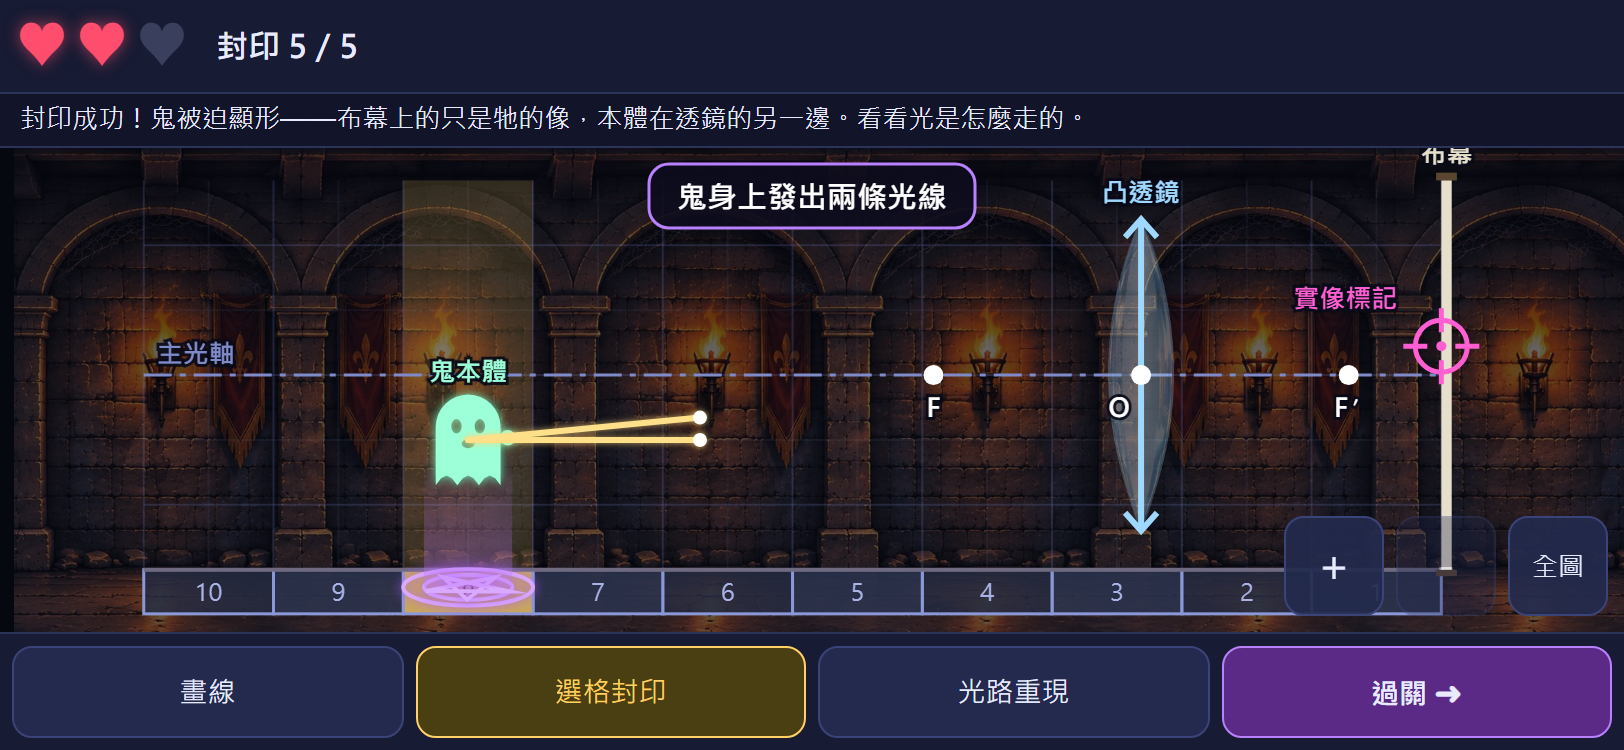 封印 5 / 5
封印成功！鬼被迫顯形——布幕上的只是牠的像，本體在透鏡的另一邊。看看光是怎麼走的。
布幕
鬼身上發出兩條光線
凸透鏡
實像標記
主光軸
鬼本體
F
O
F′
10 9 7 6 5 4 3 2 1
+
全圖
畫線
選格封印
光路重現
過關 ➜